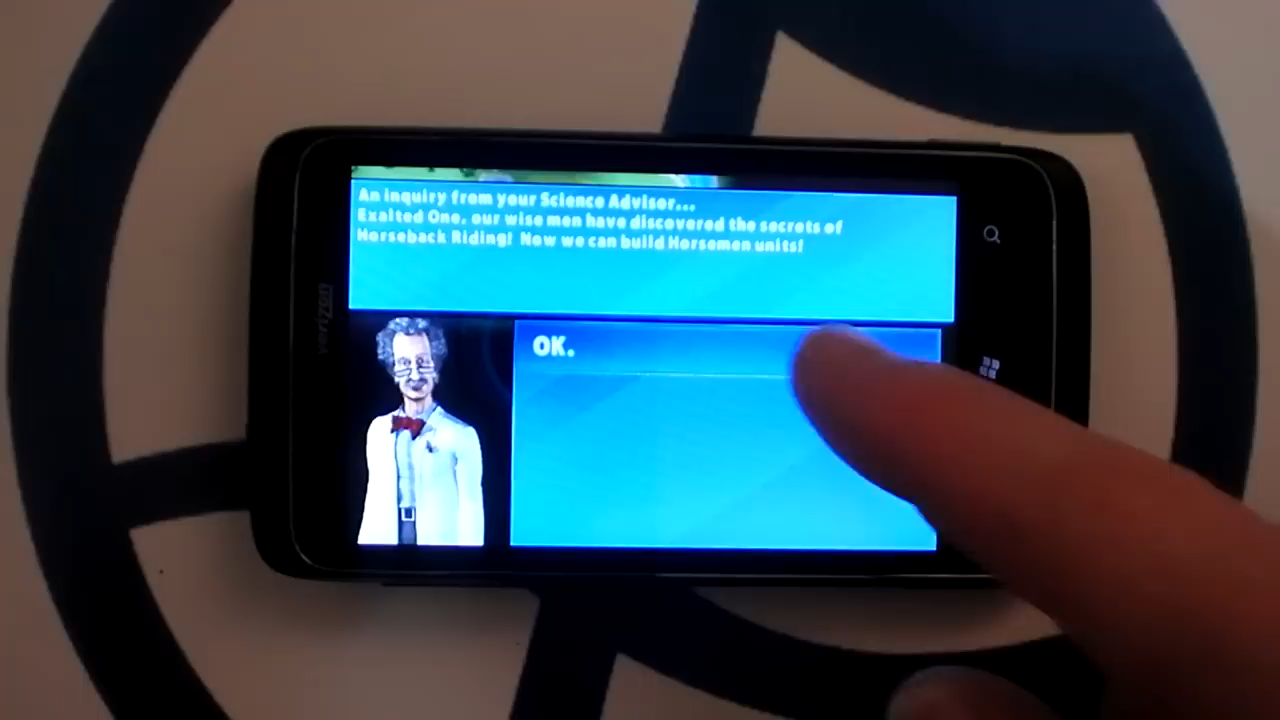 An inquiry from your Science Advisor...
Exalted One, our wise men have discovered the secrets of
Horseback Riding! Now we can build Horsemen units!
OK.
verizon